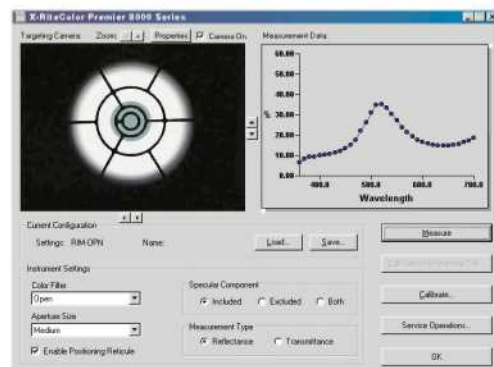 X-RiteColor Premier 8000 Series
Targeting Camera Zoom: Properties Camera On
Measurement Data
60.00
50.00
40.00
30.00
20.00
10.00
0.00
400.0 500.0 600.0 700.0
Wavelength
Current Configuration
Settings: RIM-OPN Name:
Load... Save...
Measure
Calibrate...
Service Operations...
OK
Instrument Settings
Color Filter
Open
Aperture Size
Medium
Enable Positioning Reticule
Specular Component
Included Excluded Both
Measurement Type
Reflectance Transmittance